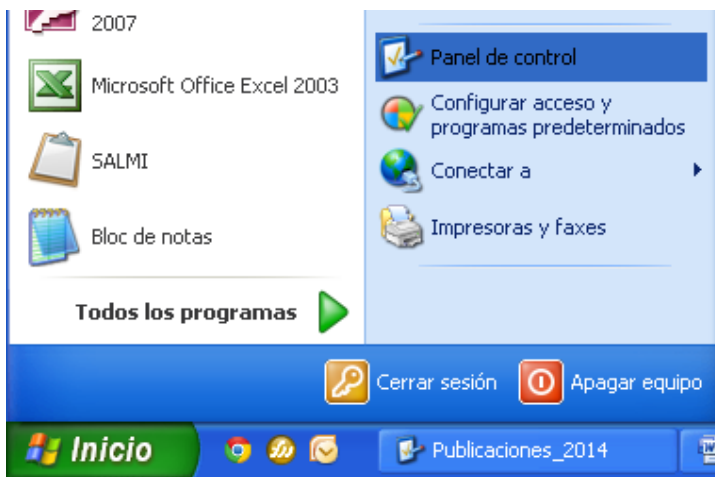 2007
Microsoft Office Excel 2003
SALMI
Bloc de notas
Todos los programas
Panel de control
Configurar acceso y
programas predeterminados
Conectar a
Impresoras y faxes
Cerrar sesión
Apagar equipo
Inicio
Publicaciones_2014